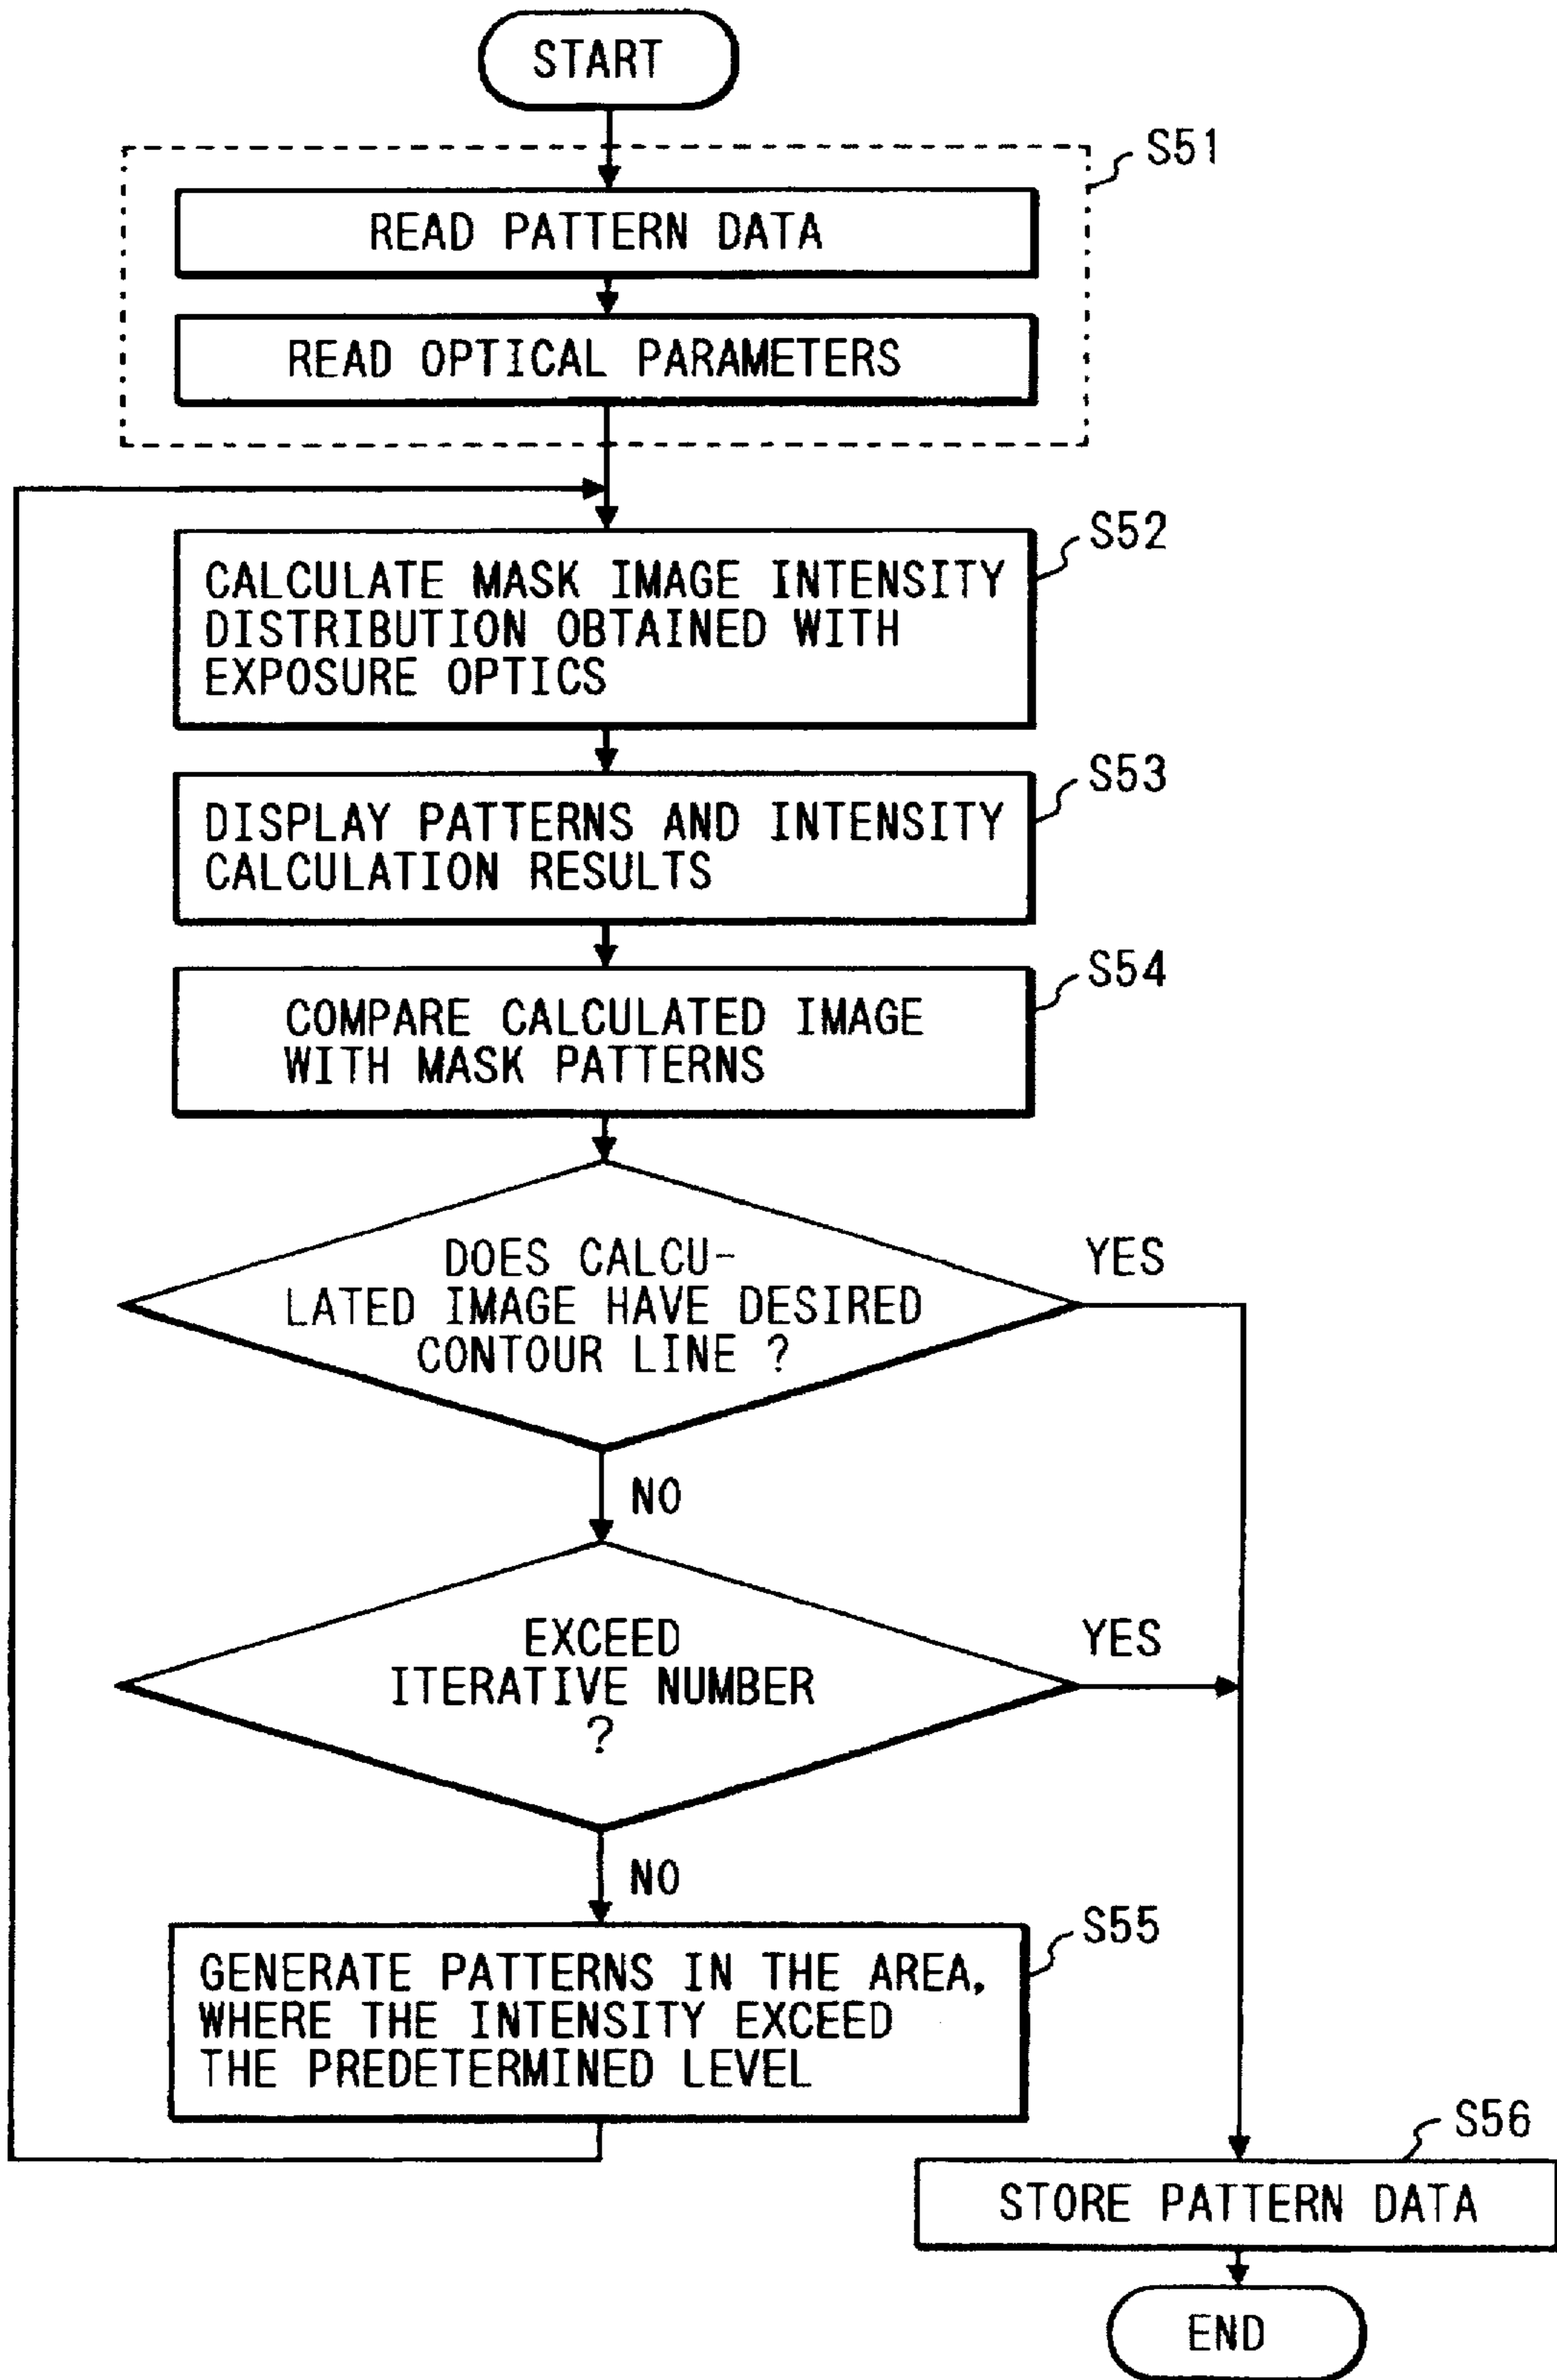 START
S51
READ PATTERN DATA
READ OPTICAL PARAMETERS
S52
CALCULATE MASK IMAGE INTENSITY
DISTRIBUTION OBTAINED WITH
EXPOSURE OPTICS
S53
DISPLAY PATTERNS AND INTENSITY
CALCULATION RESULTS
S54
COMPARE CALCULATED IMAGE
WITH MASK PATTERNS
DOES CALCU-
LATED IMAGE HAVE DESIRED
CONTOUR LINE ?
YES
NO
EXCEED
ITERATIVE NUMBER
?
YES
NO
S55
GENERATE PATTERNS IN THE AREA,
WHERE THE INTENSITY EXCEED
THE PREDETERMINED LEVEL
S56
STORE PATTERN DATA
END